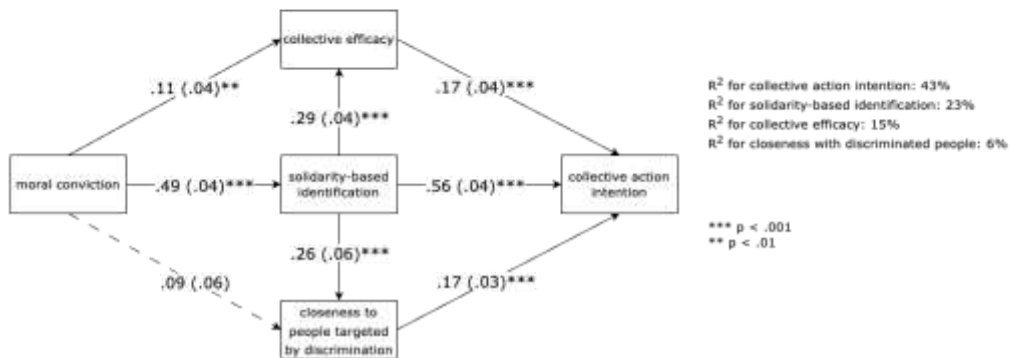 collective efficacy
.11 (.04)**
.17 (.04)***
.29 (.04)***
R² for collective action intention: 43%
R² for solidarity-based identification: 23%
R² for collective efficacy: 15%
R² for closeness with discriminated people: 6%
moral conviction
.49 (.04)***
solidarity-based
identification
.56 (.04)***
collective action
intention
*** p < .001
** p < .01
.26 (.06)***
.09 (.06)
.17 (.03)***
closeness to
people targeted
by discrimination